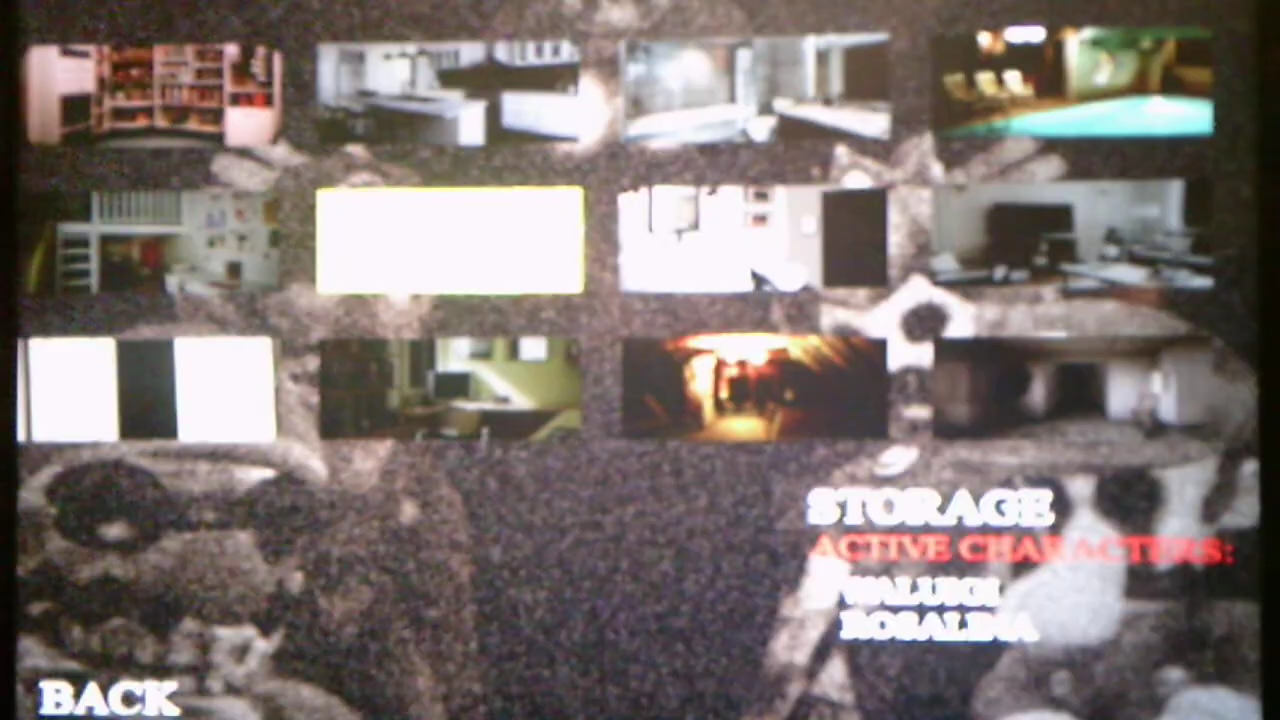 STORAGE
ACTIVE CHARACTERS:
WALUIGI
ROSALINA
BACK